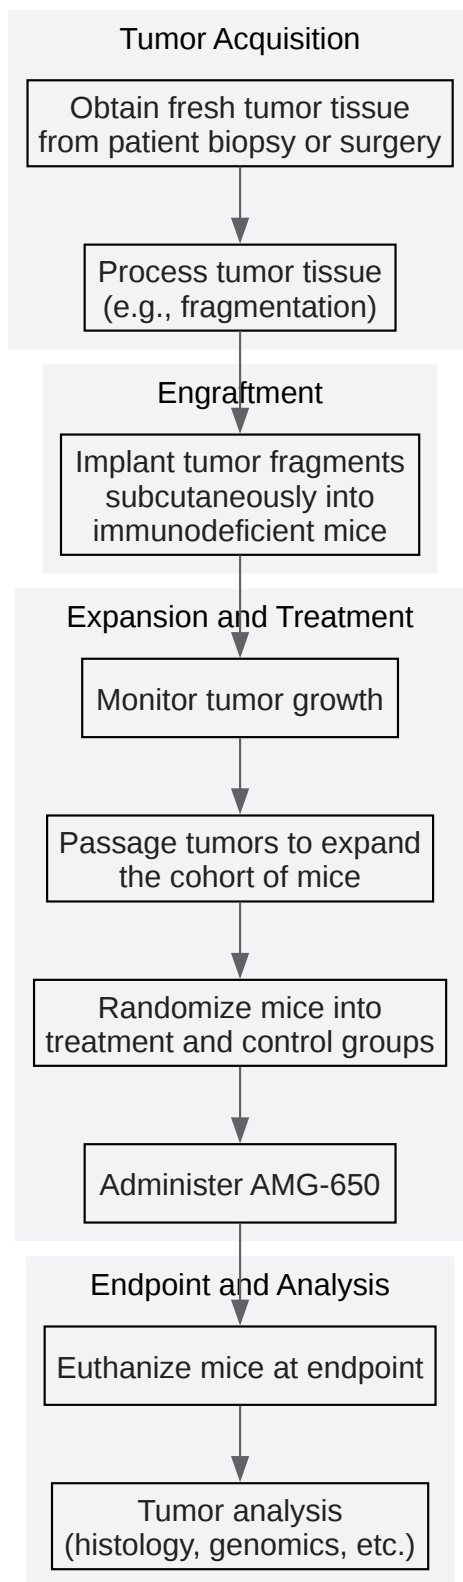 Tumor Acquisition
Obtain fresh tumor tissue
from patient biopsy or surgery
Process tumor tissue
(e.g., fragmentation)
Engraftment
Implant tumor fragments
subcutaneously into
immunodeficient mice
Expansion and Treatment
Monitor tumor growth
Passage tumors to expand
the cohort of mice
Randomize mice into
treatment and control groups
Administer AMG-650
Endpoint and Analysis
Euthanize mice at endpoint
Tumor analysis
(histology, genomics, etc.)